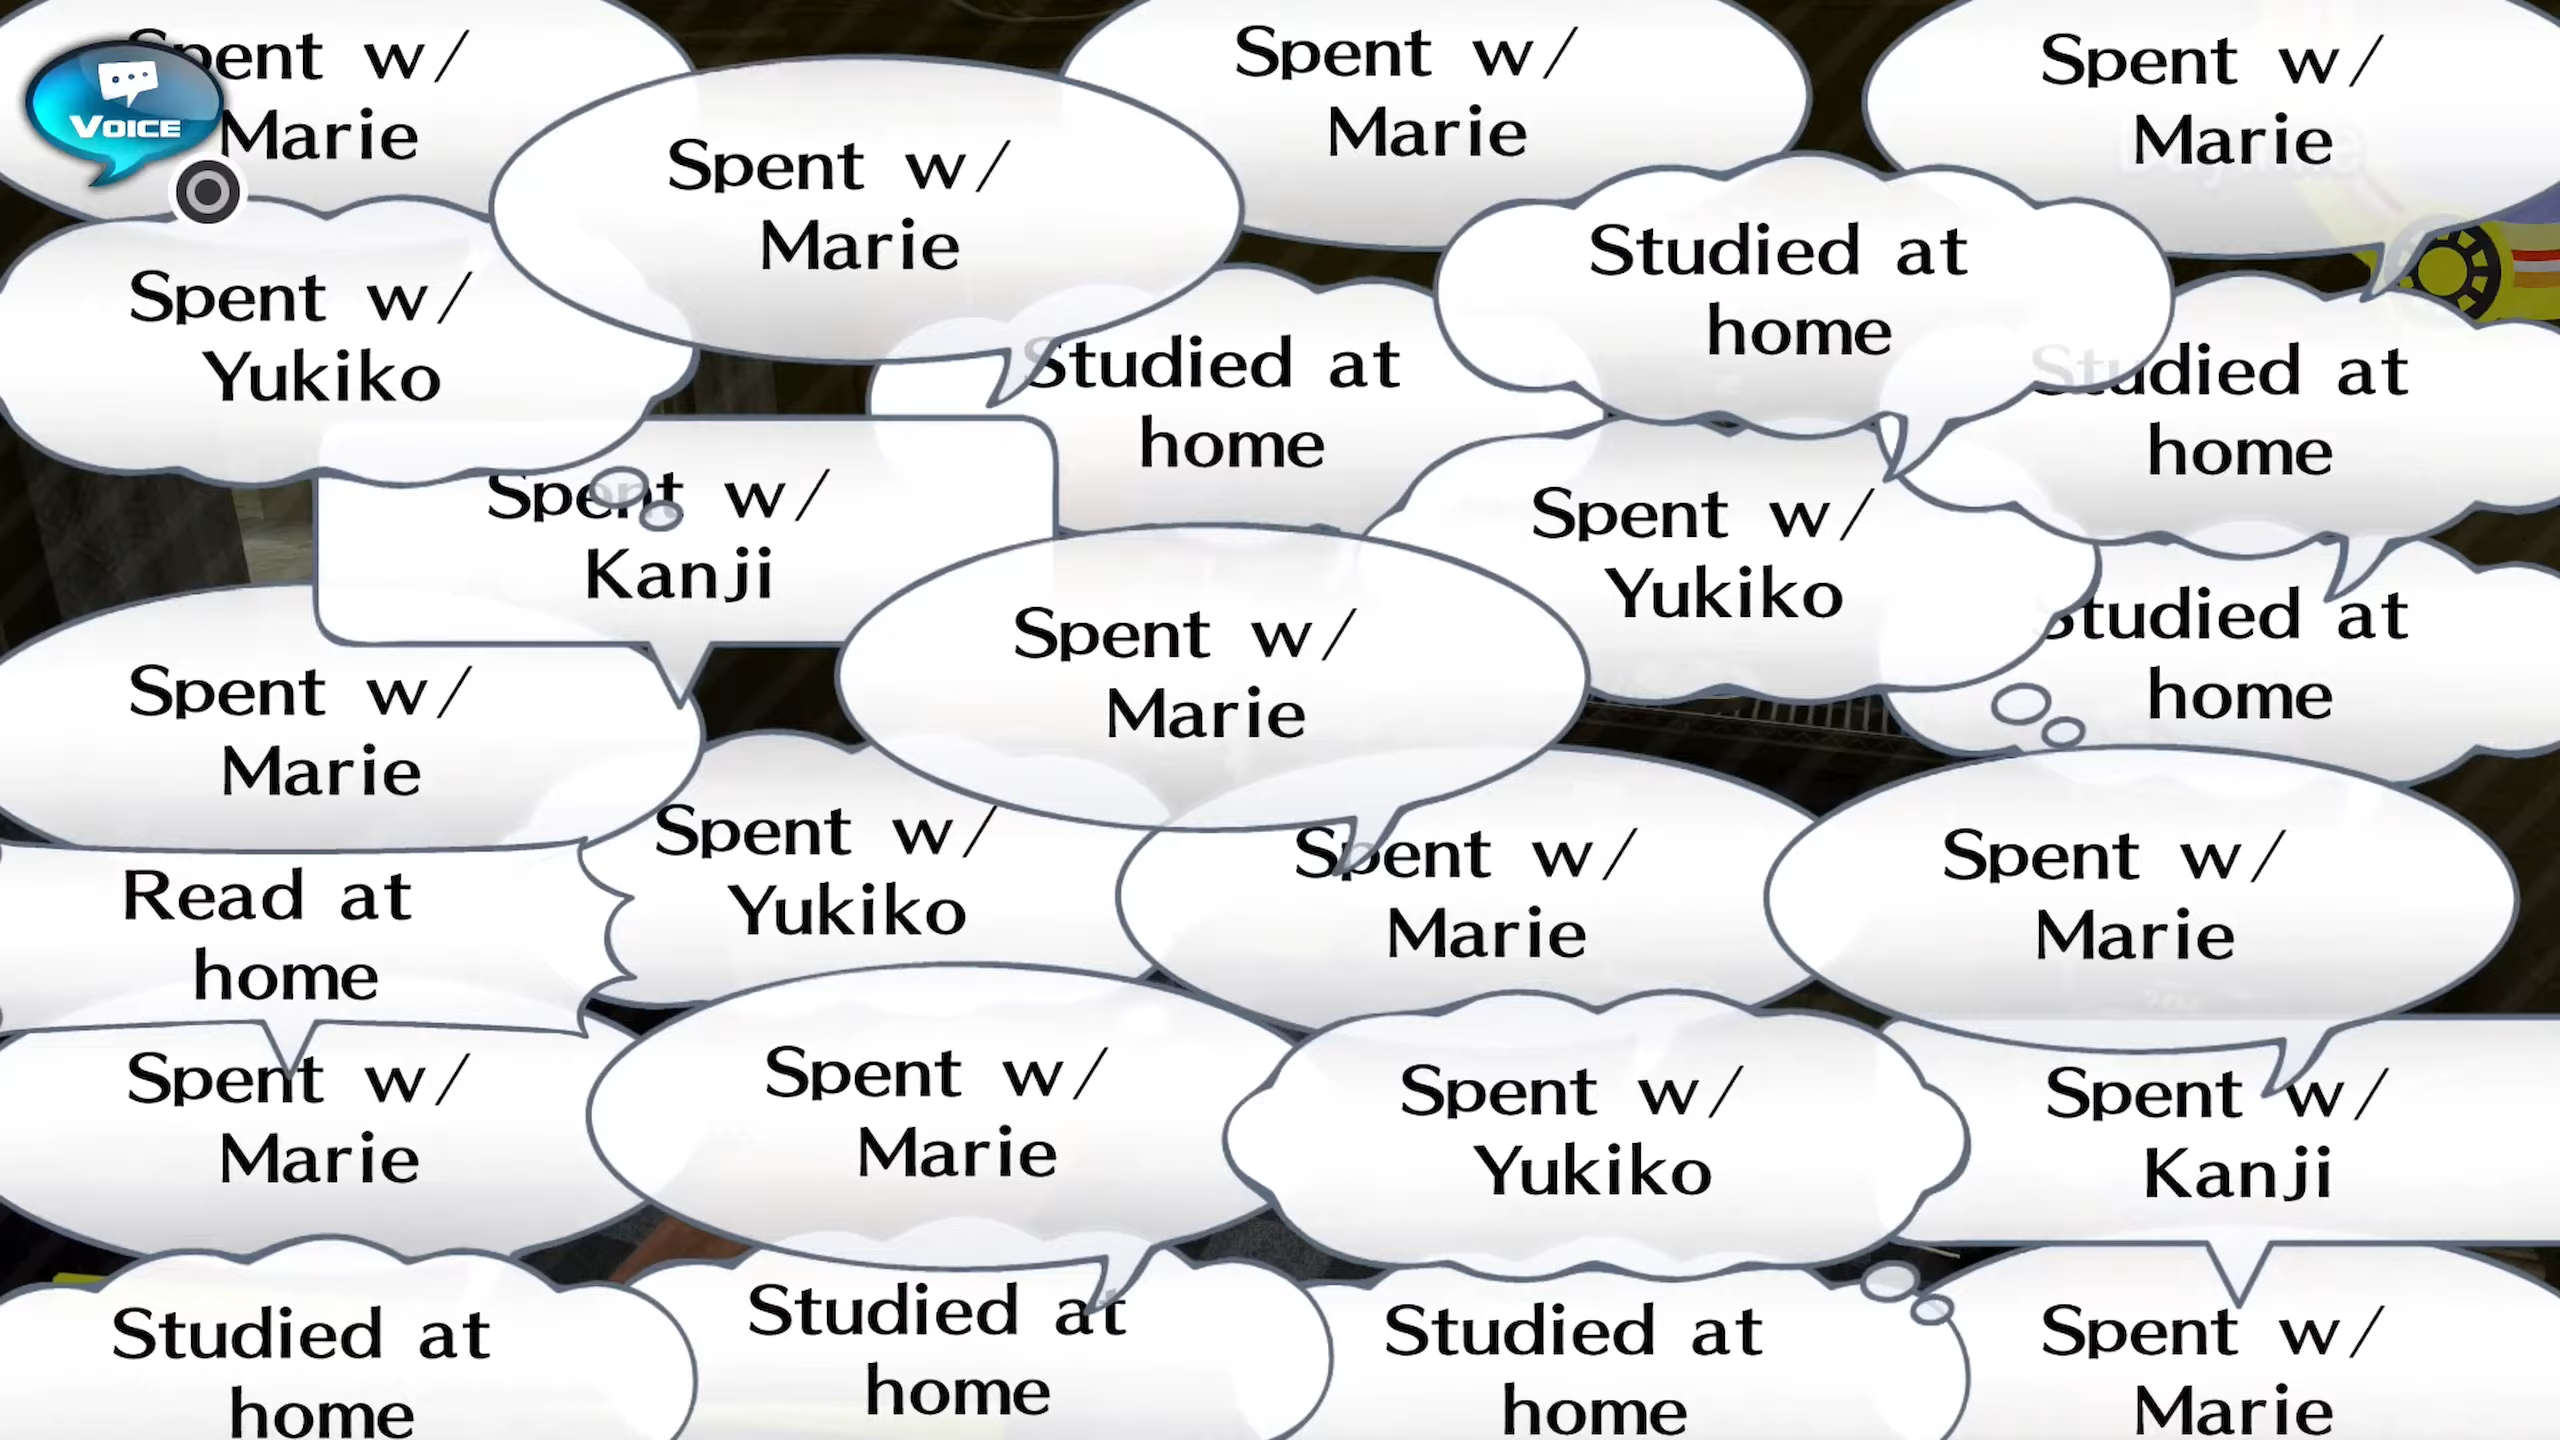 Spent w/
Marie
VOICE
Spent w/
Marie
Spent w/
Marie
Spent w/
Marie
Spent w/
Yukiko
Studied at
home
Studied at
home
Studied at
home
Spent w/
Kanji
Spent w/
Yukiko
Spent w/
Marie
Studied at
home
Spent w/
Marie
Spent w/
Yukiko
Spent w/
Marie
Spent w/
Marie
Read at
home
Spent w/
Marie
Spent w/
Marie
Spent w/
Yukiko
Spent w/
Kanji
Studied at
home
Studied at
home
Studied at
home
Spent w/
Marie